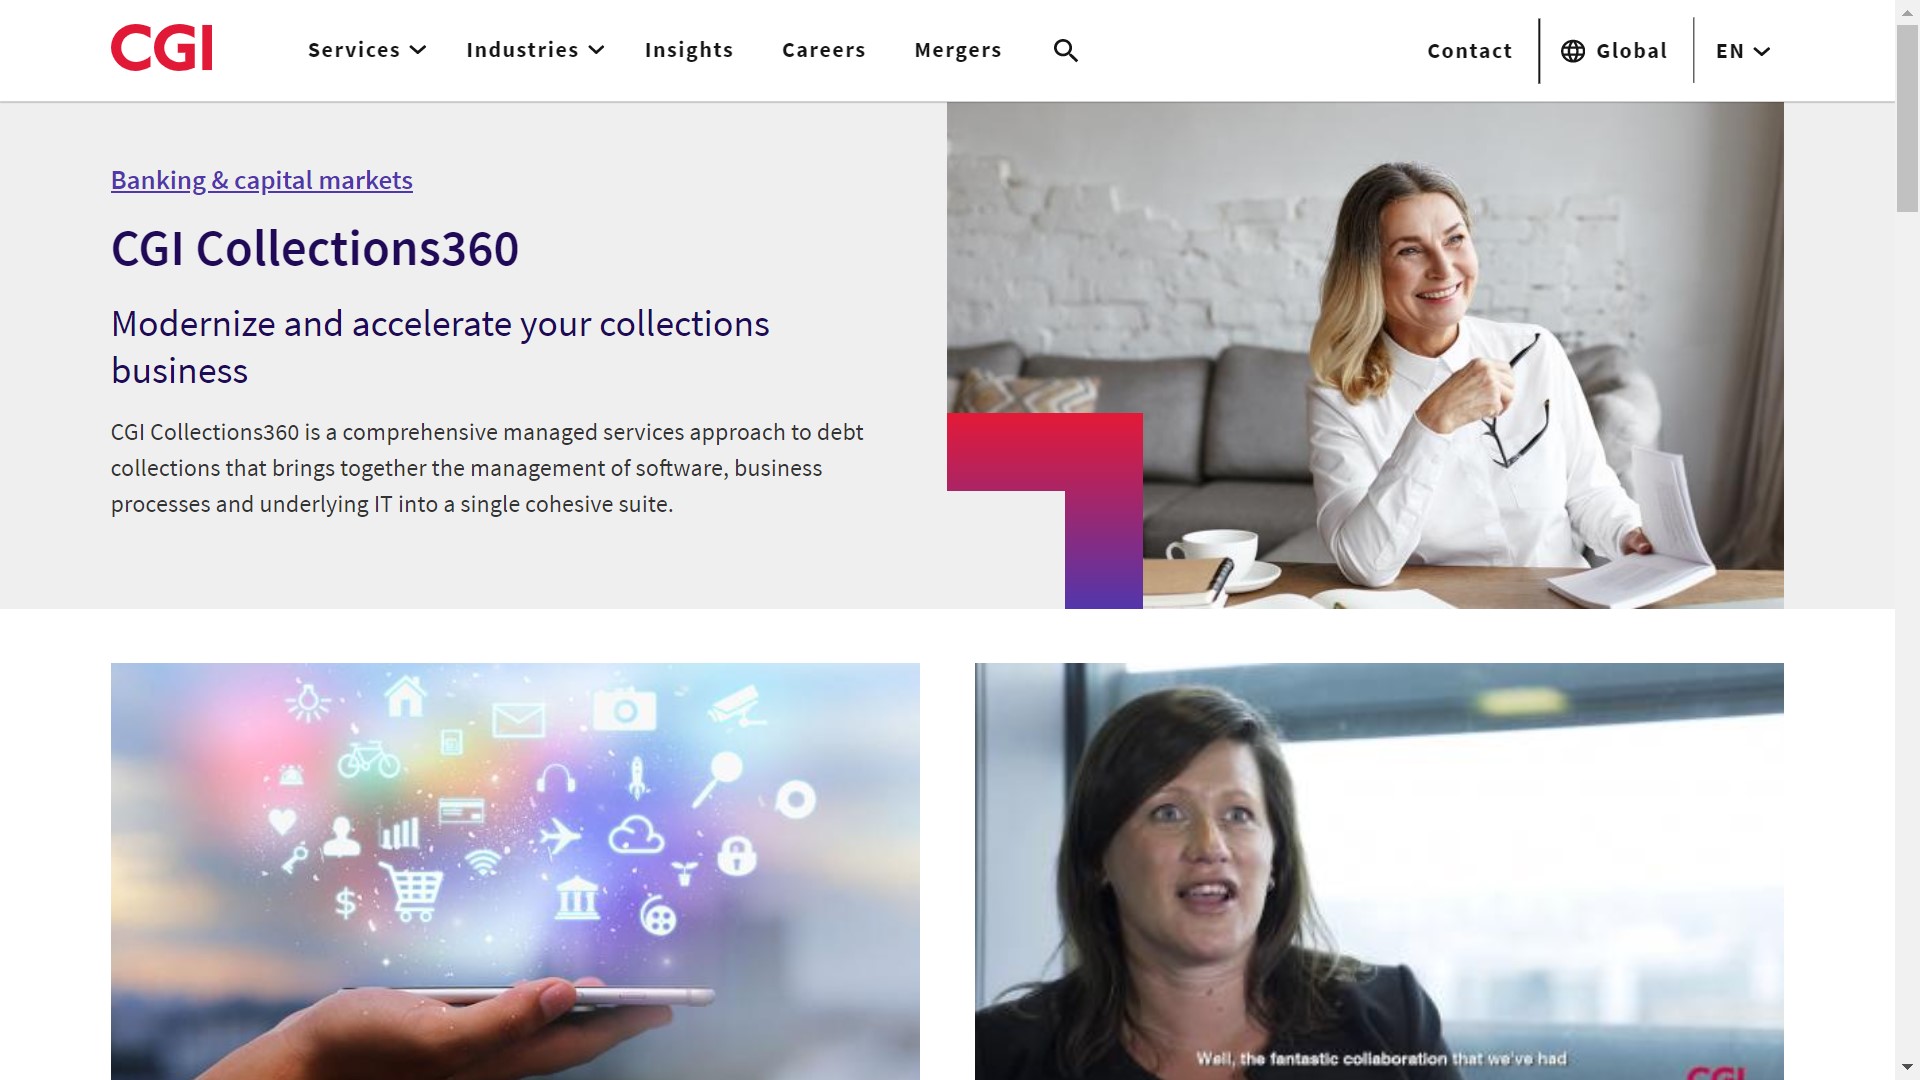 CGI
Services
Industries
Insights
Careers
Mergers
Contact
Global
EN
Banking & capital markets
CGI Collections360
Modernize and accelerate your collections
business
CGI Collections360 is a comprehensive managed services approach to debt
collections that brings together the management of software, business
processes and underlying IT into a single cohesive suite.
$
Well, the fantastic collaboration that we've had
CGI